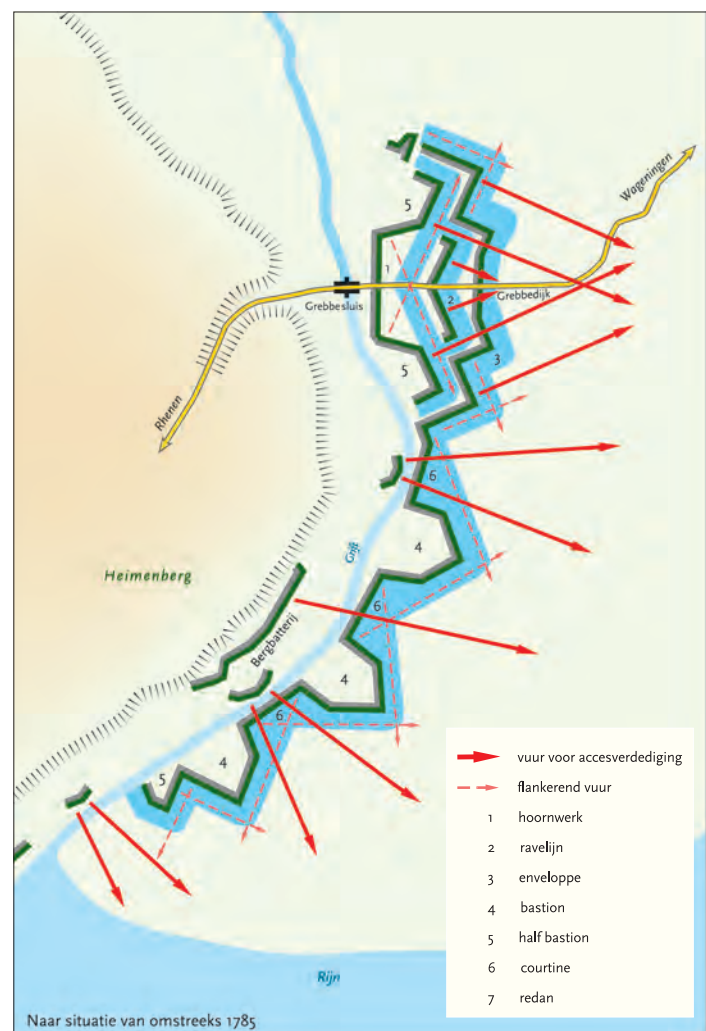 Wageningen
5
1
2
Grebbedijk
Grebbesluis
3
5
Rhenen
6
Grift
4
Heimenberg
6
Bergbatterij
4
6
4
5
vuur voor accesverdediging
flankerend vuur
1 hoornwerk
2 ravelijn
3 enveloppe
4 bastion
5 half bastion
6 courtine
7 redan
Rijn
Naar situatie van omstreeks 1785